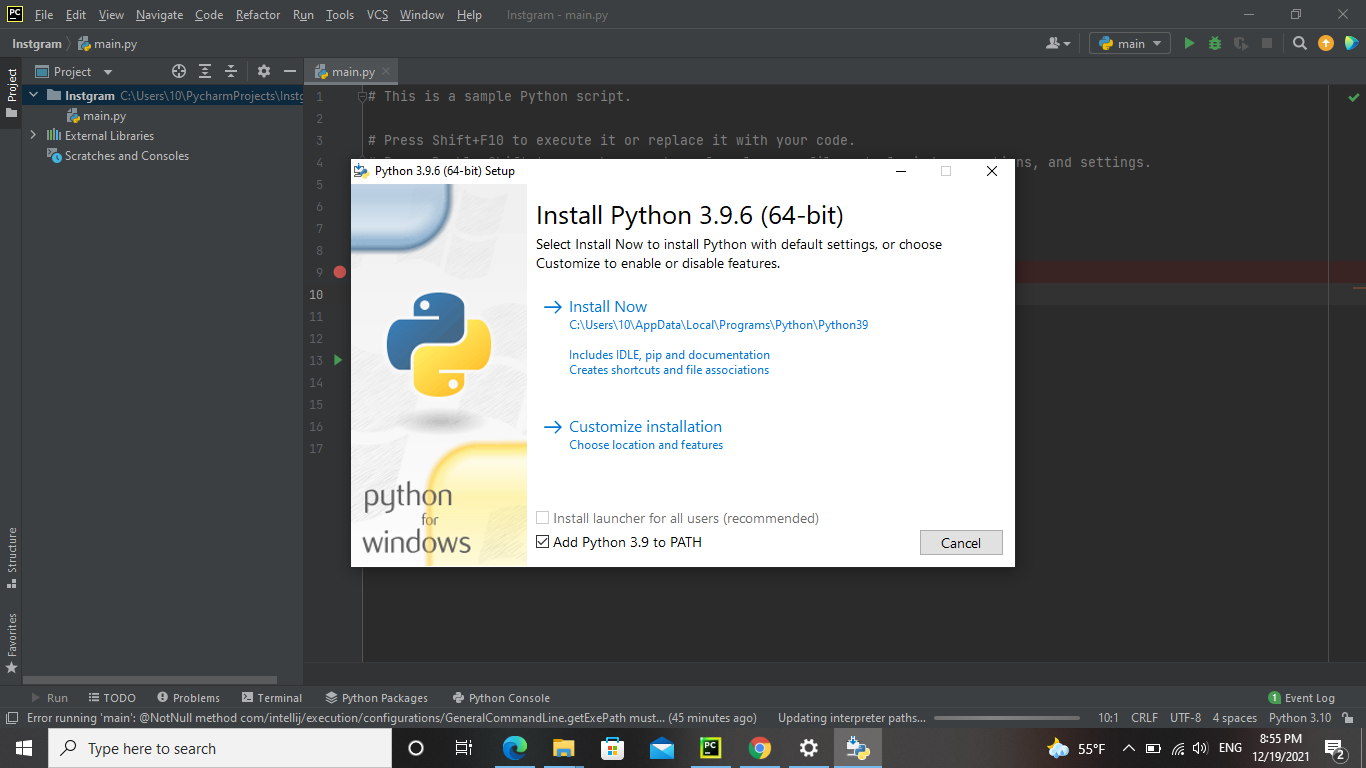 PC File Edit View Navigate Code Refactor Run Tools VCS Window Help Instgram - main.py
Instgram main.py main
Project
Project main.py
Instgram C:\Users\10\PycharmProjects\Instg
main.py
External Libraries
Scratches and Consoles
1 # This is a sample Python script.
2
3 # Press Shift+F10 to execute it or replace it with your code.
4 ns, and settings.
5
6
7
8
9
10
11
12
13
14
15
16
17
Python 3.9.6 (64-bit) Setup
Install Python 3.9.6 (64-bit)
Select Install Now to install Python with default settings, or choose
Customize to enable or disable features.
Install Now
C:\Users\10\AppData\Local\Programs\Python\Python39
Includes IDLE, pip and documentation
Creates shortcuts and file associations
Customize installation
Choose location and features
python
for
windows
Install launcher for all users (recommended)
Add Python 3.9 to PATH
Cancel
Structure
Favorites
Run TODO Problems Terminal Python Packages Python Console 1 Event Log
Error running 'main': @NotNull method com/intellij/execution/configurations/GeneralCommandLine.getExePath must... (45 minutes ago) Updating interpreter paths... 10:1 CRLF UTF-8 4 spaces Python 3.10
Type here to search PC 55°F ENG 8:55 PM
12/19/2021 2